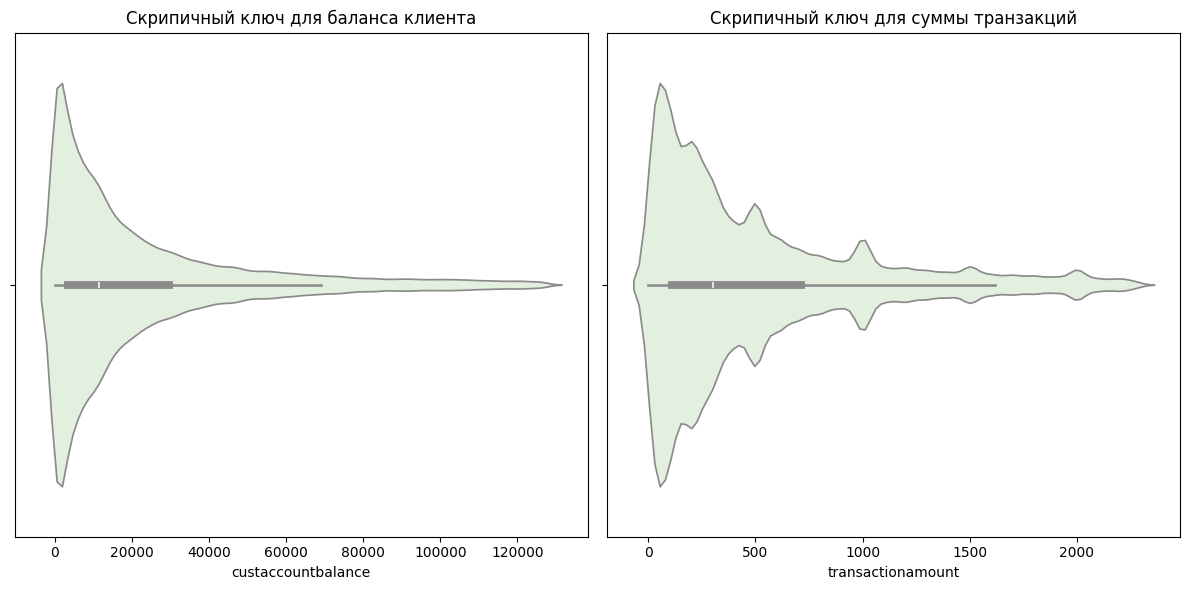 Скрипичный ключ для баланса клиента
0 20000 40000 60000 80000 100000 120000
custaccountbalance
Скрипичный ключ для суммы транзакций
0 500 1000 1500 2000
transactionamount